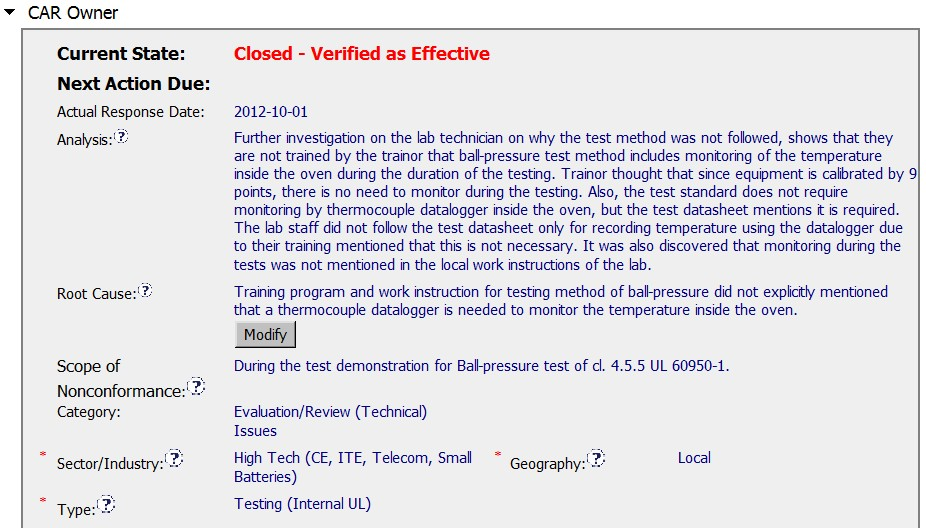 CAR Owner
Current State: Closed - Verified as Effective
Next Action Due:
Actual Response Date: 2012-10-01
Analysis: ? Further investigation on the lab technician on why the test method was not followed, shows that they
are not trained by the trainor that ball-pressure test method includes monitoring of the temperature
inside the oven during the duration of the testing. Trainor thought that since equipment is calibrated by 9
points, there is no need to monitor during the testing. Also, the test standard does not require
monitoring by thermocouple datalogger inside the oven, but the test datasheet mentions it is required.
The lab staff did not follow the test datasheet only for recording temperature using the datalogger due
to their training mentioned that this is not necessary. It was also discovered that monitoring during the
tests was not mentioned in the local work instructions of the lab.
Root Cause: ? Training program and work instruction for testing method of ball-pressure did not explicitly mentioned
that a thermocouple datalogger is needed to monitor the temperature inside the oven.
Modify
Scope of During the test demonstration for Ball-pressure test of cl. 4.5.5 UL 60950-1.
Nonconformance: ?
Category: Evaluation/Review (Technical)
Issues
* Sector/Industry: ? High Tech (CE, ITE, Telecom, Small * Geography: ? Local
Batteries)
* Type: ? Testing (Internal UL)